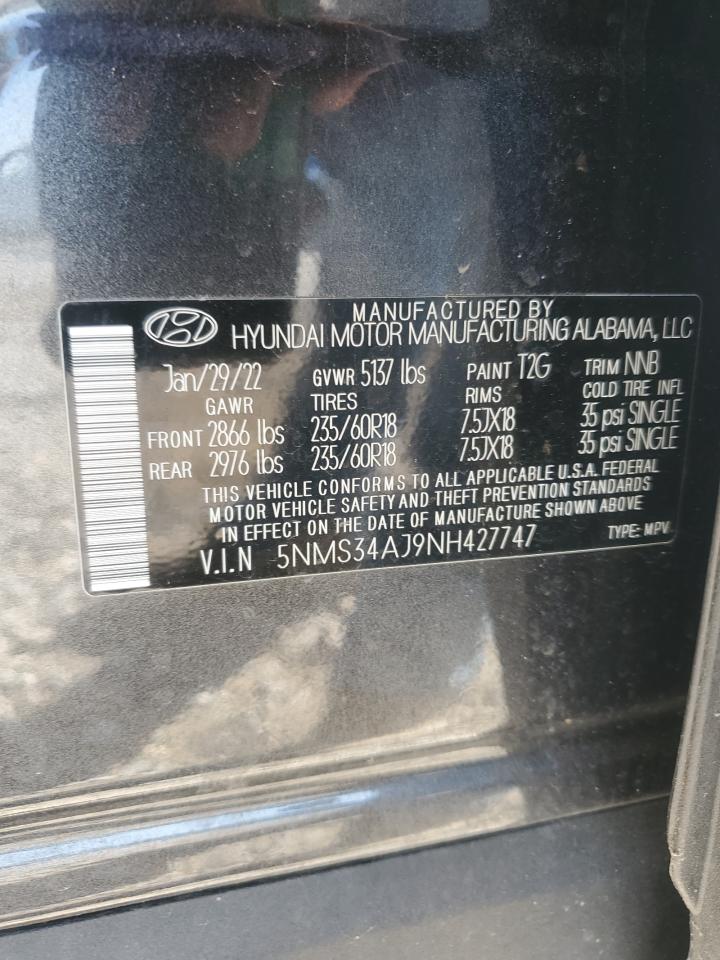 MANUFACTURED BY
HYUNDAI MOTOR MANUFACTURING ALABAMA, LLC
Jan/29/22 GVWR 5137 lbs PAINT T2G TRIM NNB
GAWR TIRES RIMS COLD TIRE INFL
FRONT 2866 lbs 235/60R18 7.5JX18 35 psi SINGLE
REAR 2976 lbs 235/60R18 7.5JX18 35 psi SINGLE
THIS VEHICLE CONFORMS TO ALL APPLICABLE U.S.A. FEDERAL
MOTOR VEHICLE SAFETY AND THEFT PREVENTION STANDARDS
IN EFFECT ON THE DATE OF MANUFACTURE SHOWN ABOVE
V.I.N 5NMS34AJ9NH427747 TYPE: MPV